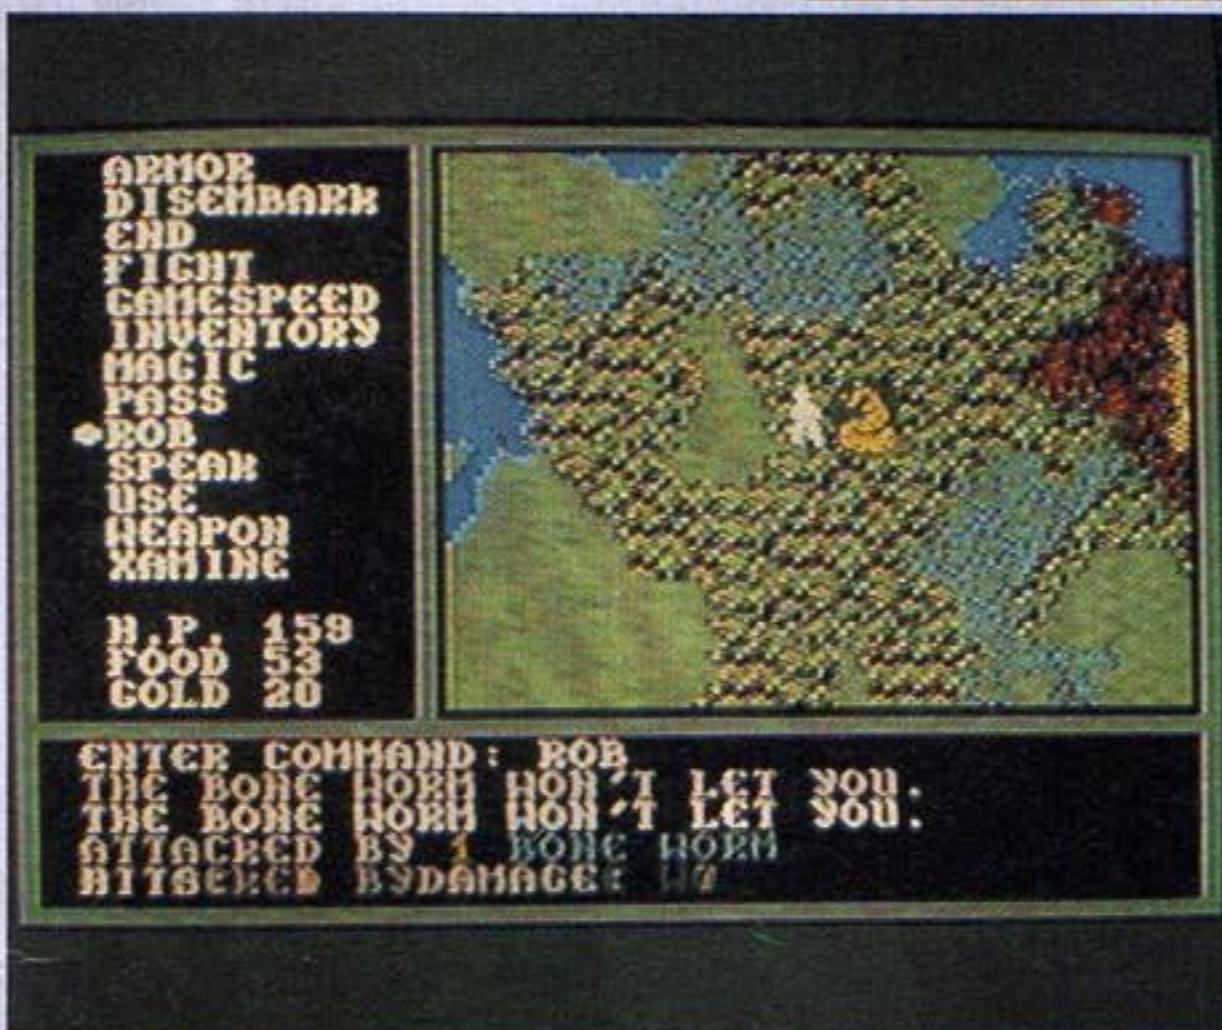 ARMOR
DISEMBARK
END
FIGHT
GAMESPEED
INVENTORY
MAGIC
PASS
ROB
SPEAK
USE
WEAPON
XAMINE
H.P. 159
FOOD 53
GOLD 20
ENTER COMMAND: ROB
THE BONE WORM WON'T LET YOU.
THE BONE WORM WON'T LET YOU.
ATTACKED BY 1 BONE WORM
DAMAGE: